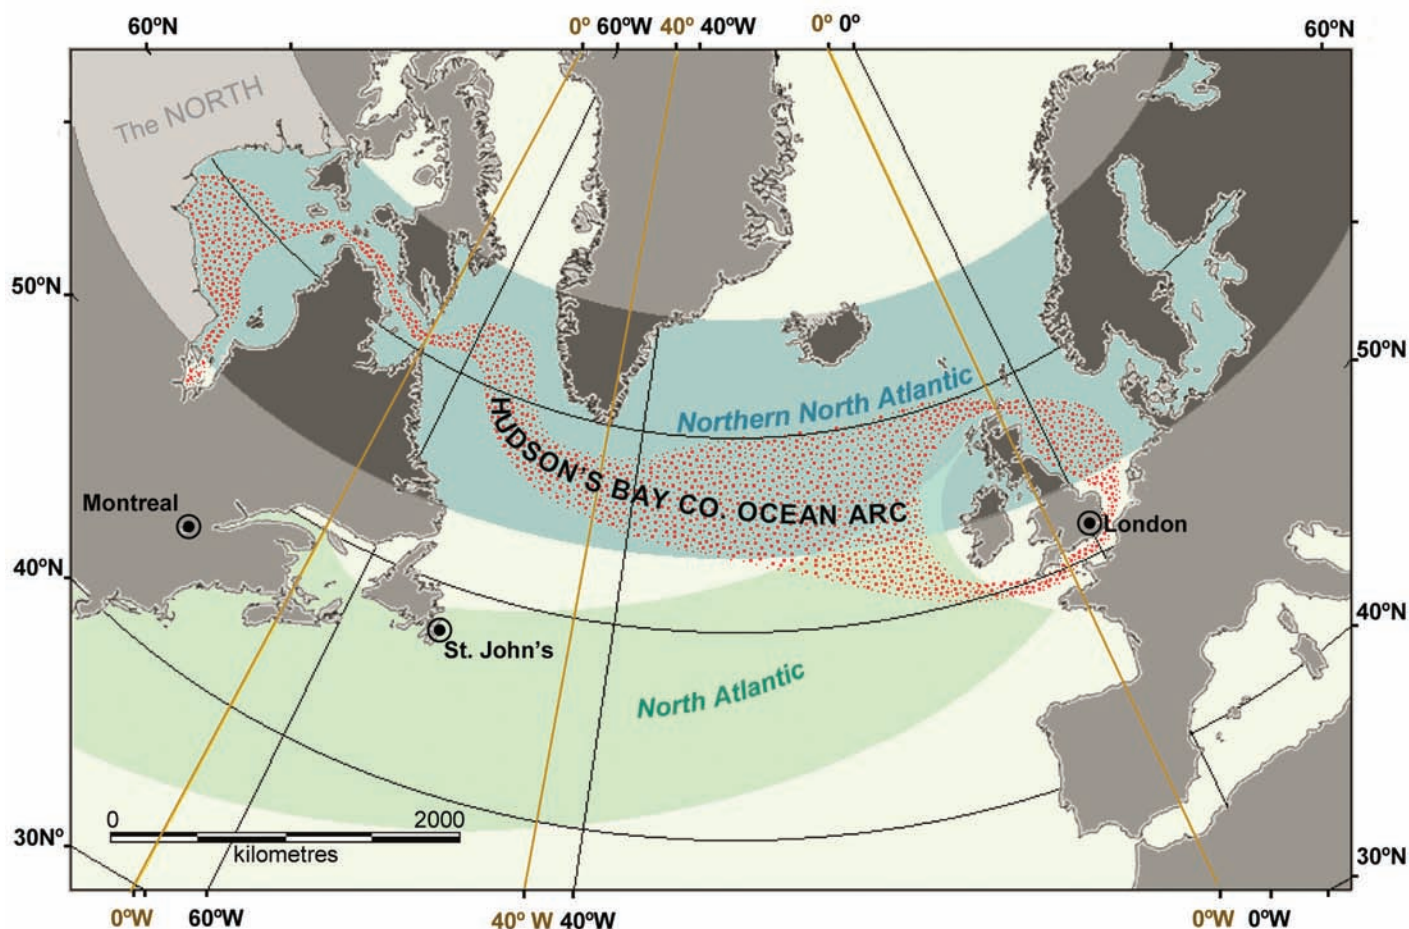 60ºN 0º 60ºW 40º 40ºW 0º 0º 60ºN
The NORTH
50ºN
50ºN
Northern North Atlantic
HUDSON'S BAY CO. OCEAN ARC
Montreal
London
40ºN
40ºN
St. John's
North Atlantic
0 2000
kilometres
30Nº
30ºN
0ºW 60ºW 40º W 40ºW 0ºW 0ºW